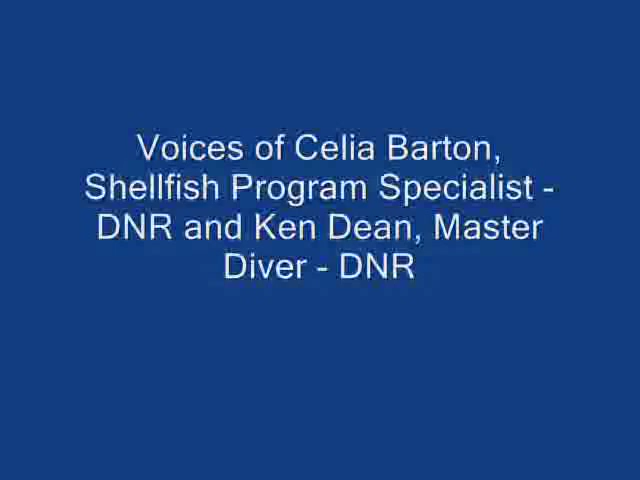 Voices of Celia Barton,
Shellfish Program Specialist -
DNR and Ken Dean, Master
Diver - DNR